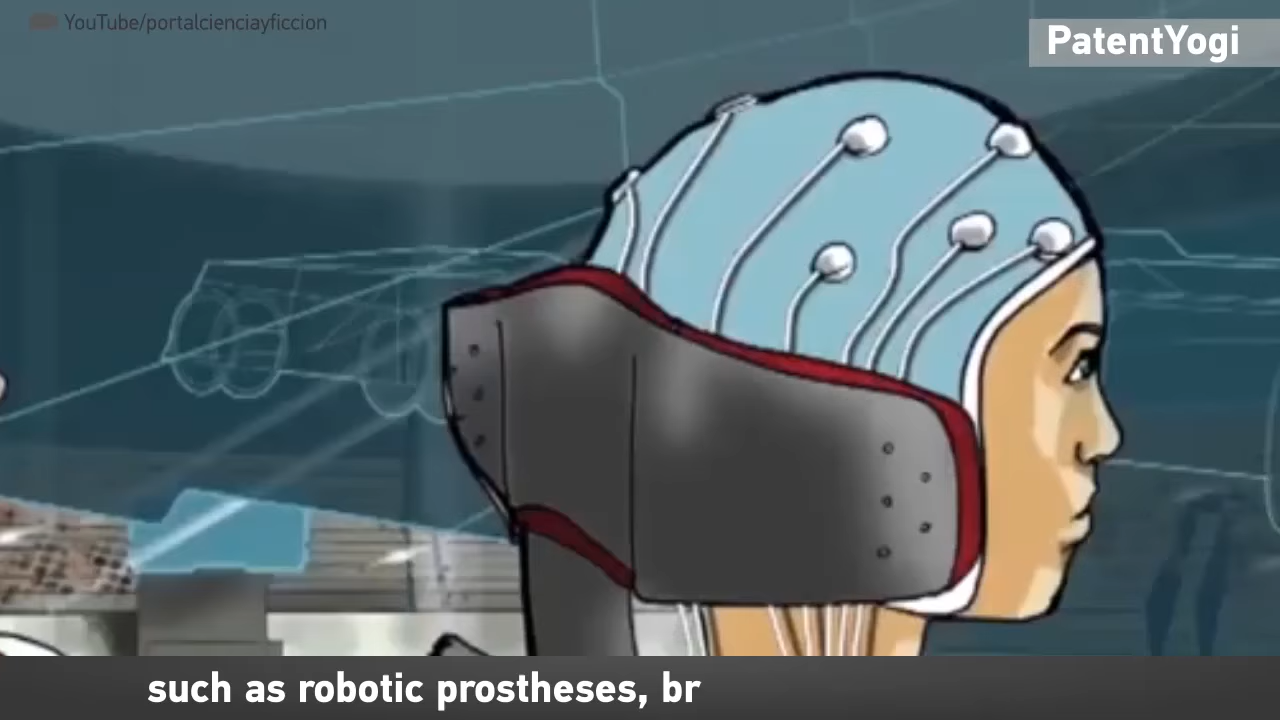 YouTube/portalcienciayficcion
PatentYogi
such as robotic prostheses, br